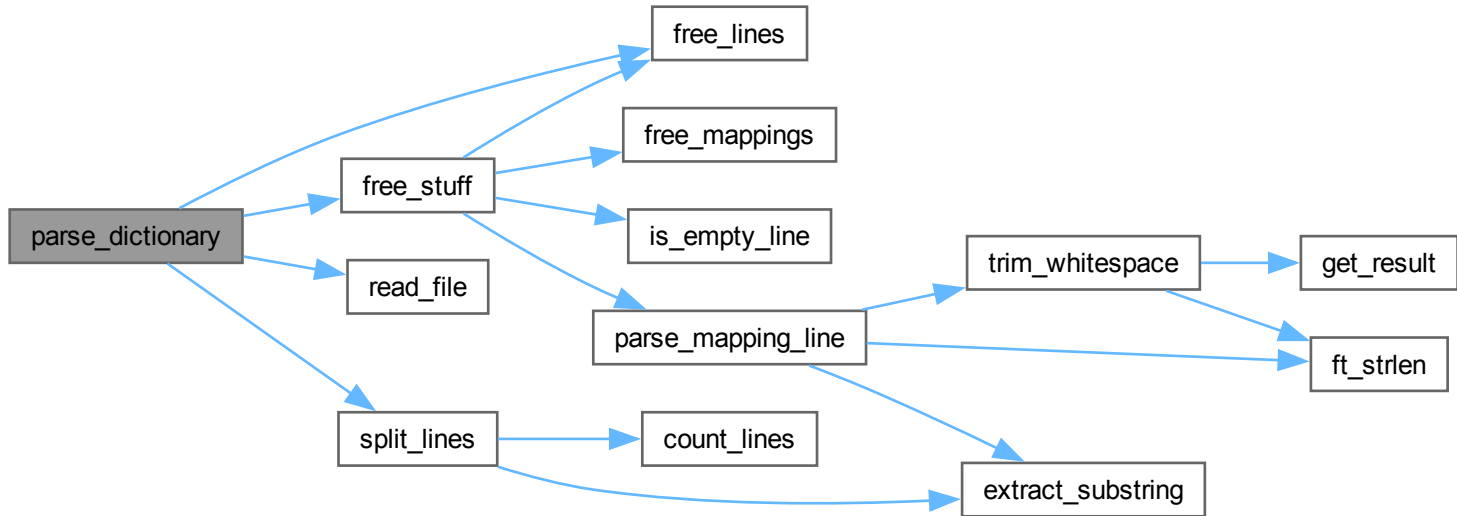 free_lines
free_mappings
free_stuff
parse_dictionary
is_empty_line
read_file
trim_whitespace
get_result
parse_mapping_line
ft_strlen
split_lines
count_lines
extract_substring